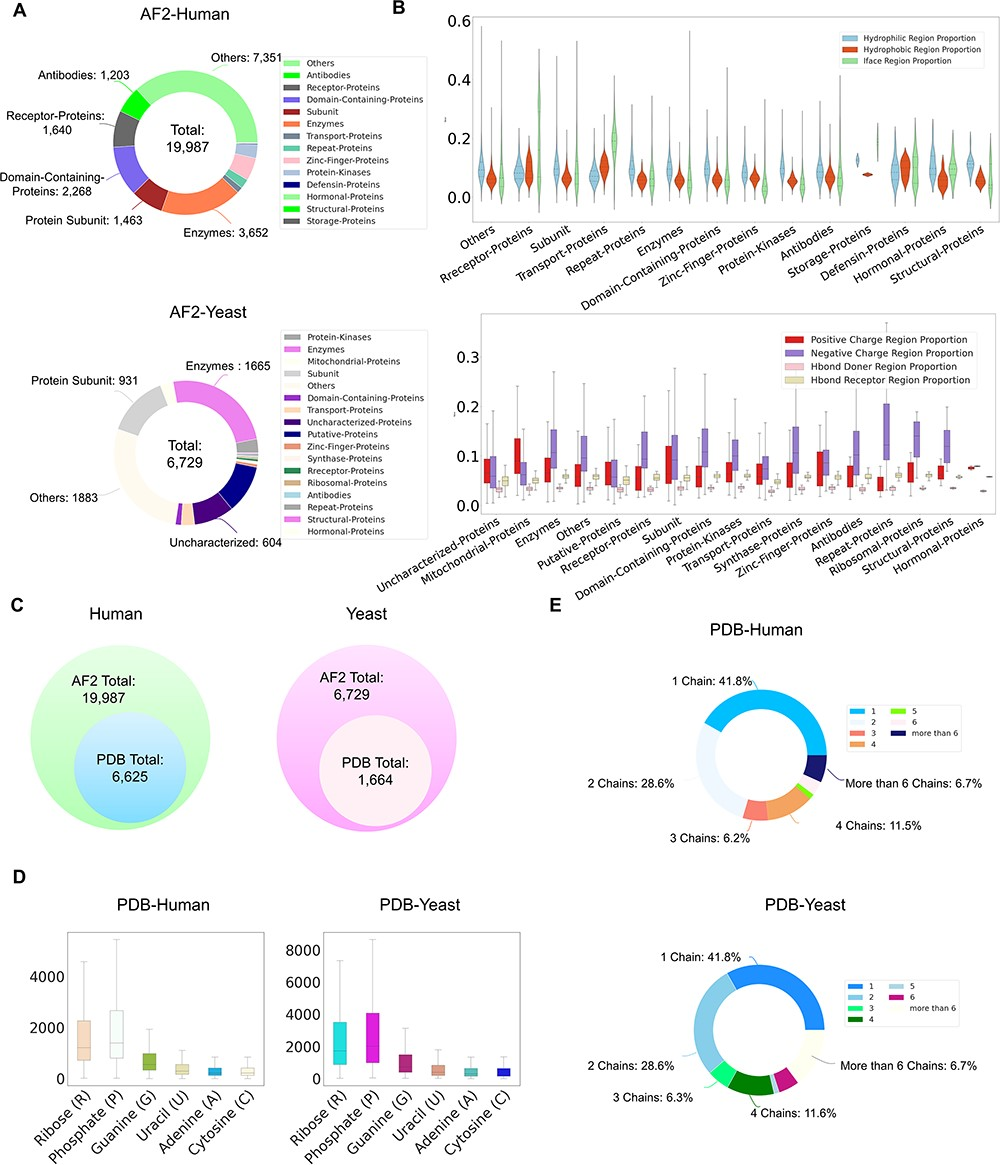 A
AF2-Human
Others: 7,351
Antibodies: 1,203
Receptor-Proteins:
1,640
Domain-Containing-
Proteins: 2,268
Protein Subunit: 1,463
Enzymes: 3,652
Total:
19,987
Others
Antibodies
Receptor-Proteins
Domain-Containing-Proteins
Subunit
Enzymes
Transport-Proteins
Repeat-Proteins
Zinc-Finger-Proteins
Protein-Kinases
Defensin-Proteins
Hormonal-Proteins
Structural-Proteins
Storage-Proteins
AF2-Yeast
Enzymes : 1665
Protein Subunit: 931
Others: 1883
Uncharacterized: 604
Total:
6,729
Protein-Kinases
Enzymes
Mitochondrial-Proteins
Subunit
Others
Domain-Containing-Proteins
Transport-Proteins
Uncharacterized-Proteins
Putative-Proteins
Zinc-Finger-Proteins
Synthase-Proteins
Receptor-Proteins
Ribosomal-Proteins
Antibodies
Repeat-Proteins
Structural-Proteins
Hormonal-Proteins
B
0.6
0.4
0.2
0.0
Hydrophilic Region Proportion
Hydrophobic Region Proportion
Iface Region Proportion
Others
Rreceptor-Proteins
Subunit
Transport-Proteins
Repeat-Proteins
Enzymes
Domain-Containing-Proteins
Zinc-Finger-Proteins
Protein-Kinases
Antibodies
Storage-Proteins
Defensin-Proteins
Hormonal-Proteins
Structural-Proteins
0.3
0.2
0.1
0.0
Positive Charge Region Proportion
Negative Charge Region Proportion
Hbond Doner Region Proportion
Hbond Receptor Region Proportion
Uncharacterized-Proteins
Mitochondrial-Proteins
Enzymes
Others
Putative-Proteins
Rreceptor-Proteins
Subunit
Domain-Containing-Proteins
Protein-Kinases
Transport-Proteins
Synthase-Proteins
Zinc-Finger-Proteins
Antibodies
Repeat-Proteins
Ribosomal-Proteins
Structural-Proteins
Hormonal-Proteins
C
Human
AF2 Total:
19,987
PDB Total:
6,625
Yeast
AF2 Total:
6,729
PDB Total:
1,664
D
PDB-Human
4000
2000
0
Ribose (R)
Phosphate (P)
Guanine (G)
Uracil (U)
Adenine (A)
Cytosine (C)
PDB-Yeast
8000
6000
4000
2000
0
Ribose (R)
Phosphate (P)
Guanine (G)
Uracil (U)
Adenine (A)
Cytosine (C)
E
PDB-Human
1 Chain: 41.8%
2 Chains: 28.6%
3 Chains: 6.2%
4 Chains: 11.5%
More than 6 Chains: 6.7%
1
2
3
4
5
6
more than 6
PDB-Yeast
1 Chain: 41.8%
2 Chains: 28.6%
3 Chains: 6.3%
4 Chains: 11.6%
More than 6 Chains: 6.7%
1
2
3
4
5
6
more than 6